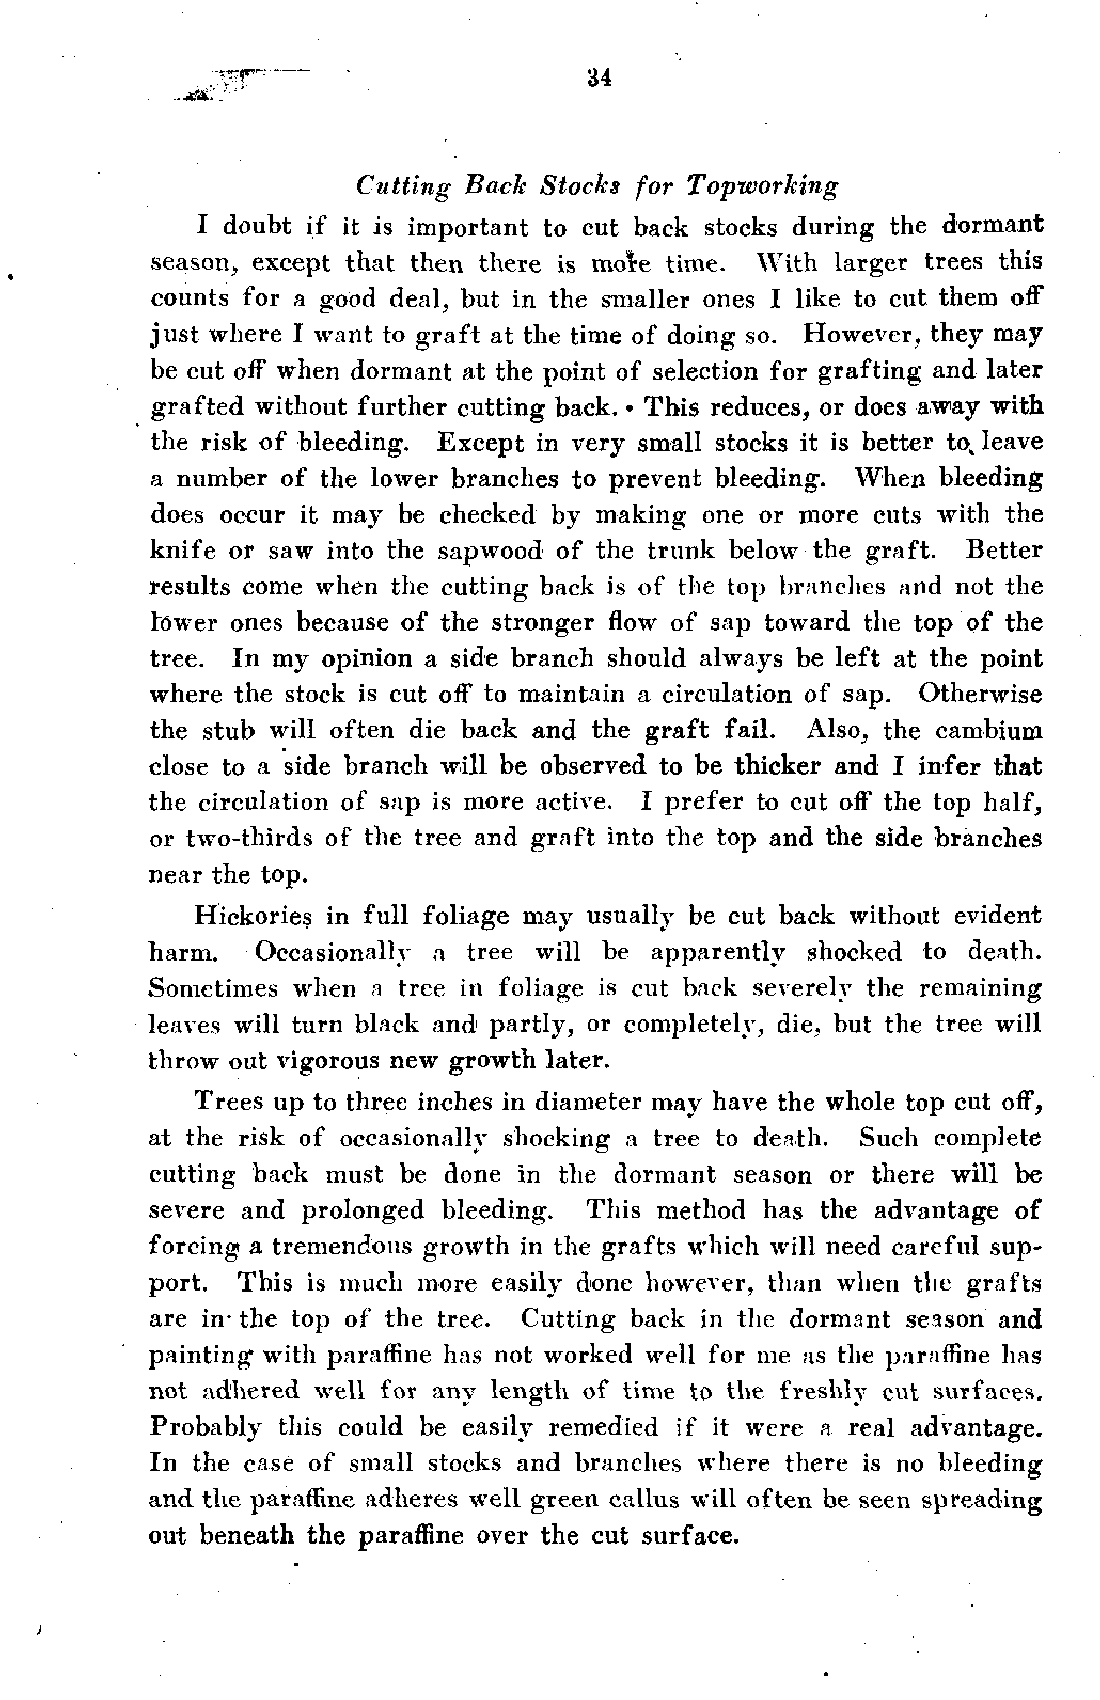 34
Cutting Back Stocks for Topworking
I doubt if it is important to cut back stocks during the dormant
season, except that then there is more time. With larger trees this
counts for a good deal, but in the smaller ones I like to cut them off
just where I want to graft at the time of doing so. However, they may
be cut off when dormant at the point of selection for grafting and later
grafted without further cutting back. • This reduces, or does away with
the risk of bleeding. Except in very small stocks it is better to leave
a number of the lower branches to prevent bleeding. When bleeding
does occur it may be checked by making one or more cuts with the
knife or saw into the sapwood of the trunk below the graft. Better
results come when the cutting back is of the top branches and not the
lower ones because of the stronger flow of sap toward the top of the
tree. In my opinion a side branch should always be left at the point
where the stock is cut off to maintain a circulation of sap. Otherwise
the stub will often die back and the graft fail. Also, the cambium
close to a side branch will be observed to be thicker and I infer that
the circulation of sap is more active. I prefer to cut off the top half,
or two-thirds of the tree and graft into the top and the side branches
near the top.
Hickories in full foliage may usually be cut back without evident
harm. Occasionally a tree will be apparently shocked to death.
Sometimes when a tree in foliage is cut back severely the remaining
leaves will turn black and partly, or completely, die, but the tree will
throw out vigorous new growth later.
Trees up to three inches in diameter may have the whole top cut off,
at the risk of occasionally shocking a tree to death. Such complete
cutting back must be done in the dormant season or there will be
severe and prolonged bleeding. This method has the advantage of
forcing a tremendous growth in the grafts which will need careful sup-
port. This is much more easily done however, than when the grafts
are in the top of the tree. Cutting back in the dormant season and
painting with paraffine has not worked well for me as the paraffine has
not adhered well for any length of time to the freshly cut surfaces.
Probably this could be easily remedied if it were a real advantage.
In the case of small stocks and branches where there is no bleeding
and the paraffine adheres well green callus will often be seen spreading
out beneath the paraffine over the cut surface.